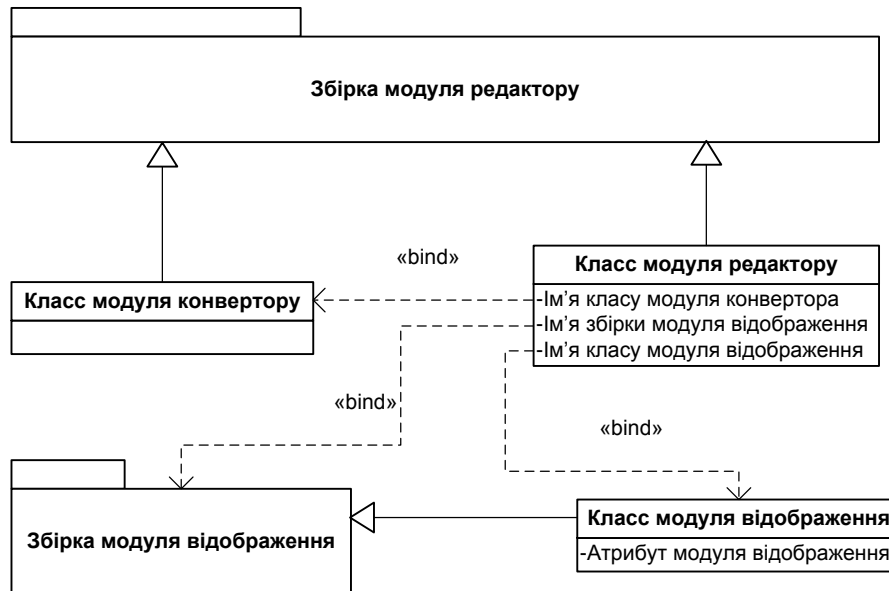 Збірка модуля редактору
«bind»
Класс модуля редактору
Класс модуля конвертору
-Ім’я класу модуля конвертора
-Ім’я збірки модуля відображення
-Ім’я класу модуля відображення
«bind»
«bind»
Збірка модуля відображення
Класс модуля відображення
-Атрибут модуля відображення